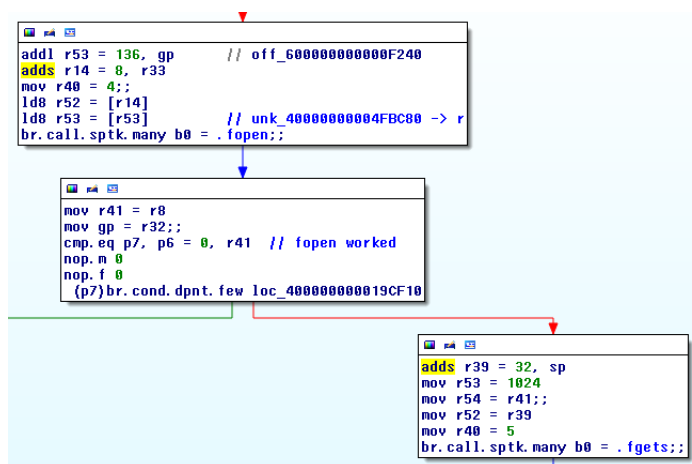 addl r53 = 136, gp // off_600000000000F240
adds r14 = 8, r33
mov r40 = 4;;
ld8 r52 = [r14]
ld8 r53 = [r53] // unk_40000000004FBC80 -> r
br.call.sptk.many b0 = .fopen;;
mov r41 = r8
mov gp = r32;;
cmp.eq p7, p6 = 0, r41 // fopen worked
nop.m 0
nop.f 0
(p7)br.cond.dpnt.few loc_400000000019CF10
adds r39 = 32, sp
mov r53 = 1024
mov r54 = r41;;
mov r52 = r39
mov r40 = 5
br.call.sptk.many b0 = .fgets;;